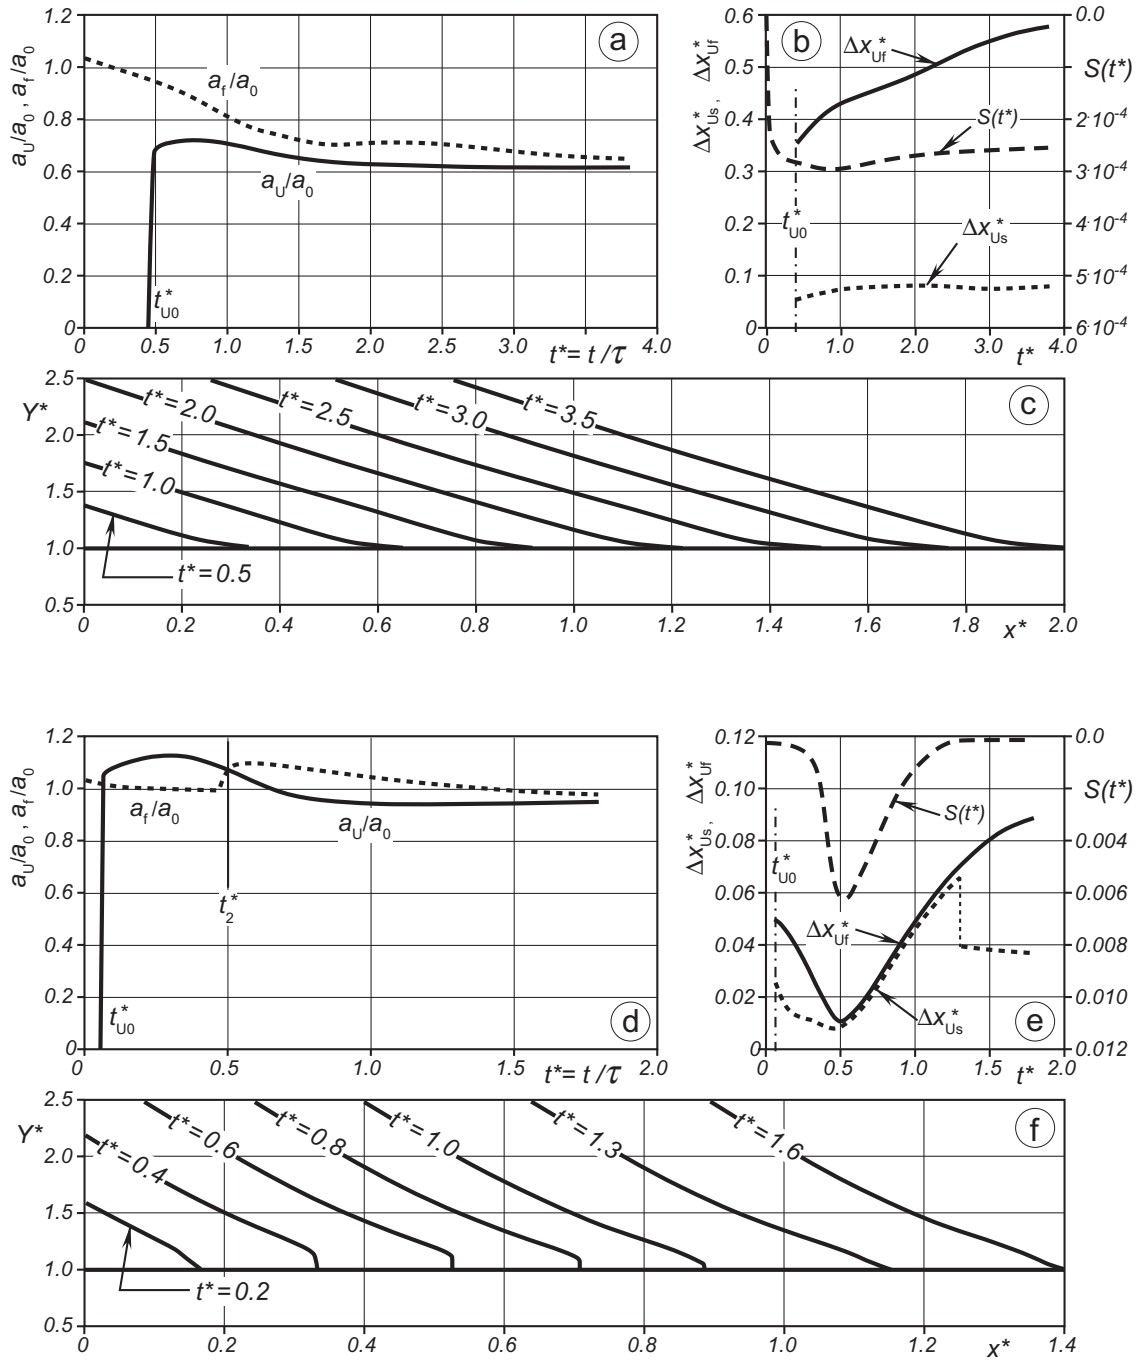 1.2
1.0
0.8
0.6
0.4
0.2
0
a_U/a_0 , a_f/a_0
a_f/a_0
a_U/a_0
t*_U0
a
0 0.5 1.0 1.5 2.0 2.5 3.0 t*= t/τ 4.0
0.6
0.5
0.4
0.3
0.2
0.1
0
Δx*_Us, Δx*_Uf
b
Δx*_Uf
S(t*)
t*_U0
Δx*_Us
0.0
S(t*)
2·10⁻⁴
3·10⁻⁴
4·10⁻⁴
5·10⁻⁴
6·10⁻⁴
0 1.0 2.0 3.0 t* 4.0
2.5
Y*
2.0
1.5
1.0
0.5
t*=2.0
t*=2.5
t*=3.0
t*=3.5
t*=1.5
t*=1.0
t*=0.5
c
0 0.2 0.4 0.6 0.8 1.0 1.2 1.4 1.6 1.8 x* 2.0
1.2
1.0
0.8
0.6
0.4
0.2
0
a_U/a_0 , a_f/a_0
a_f/a_0
a_U/a_0
t*_2
t*_U0
d
0 0.5 1.0 1.5 t*= t/τ 2.0
0.12
0.10
0.08
0.06
0.04
0.02
0
Δx*_Us, Δx*_Uf
S(t*)
t*_U0
Δx*_Uf
Δx*_Us
e
0.0
S(t*)
0.004
0.006
0.008
0.010
0.012
0 0.5 1.0 1.5 t* 2.0
2.5
Y*
2.0
1.5
1.0
0.5
t*=0.4
t*=0.6
t*=0.8
t*=1.0
t*=1.3
t*=1.6
t*=0.2
f
0 0.2 0.4 0.6 0.8 1.0 1.2 x* 1.4